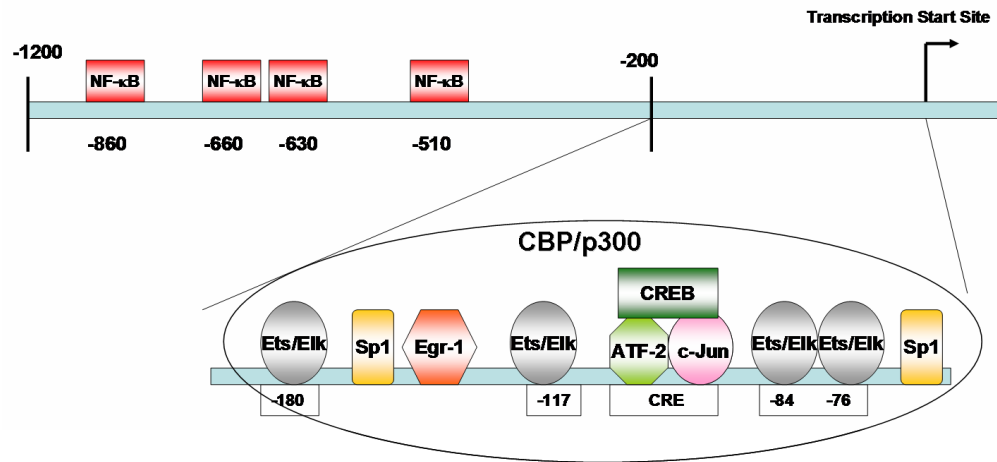 Transcription Start Site
-1200
-200
NF-κB NF-κB NF-κB NF-κB
-860 -660 -630 -510
CBP/p300
CREB
Ets/Elk Sp1 Egr-1 Ets/Elk ATF-2 c-Jun Ets/Elk Ets/Elk Sp1
-180 -117 CRE -84 -76